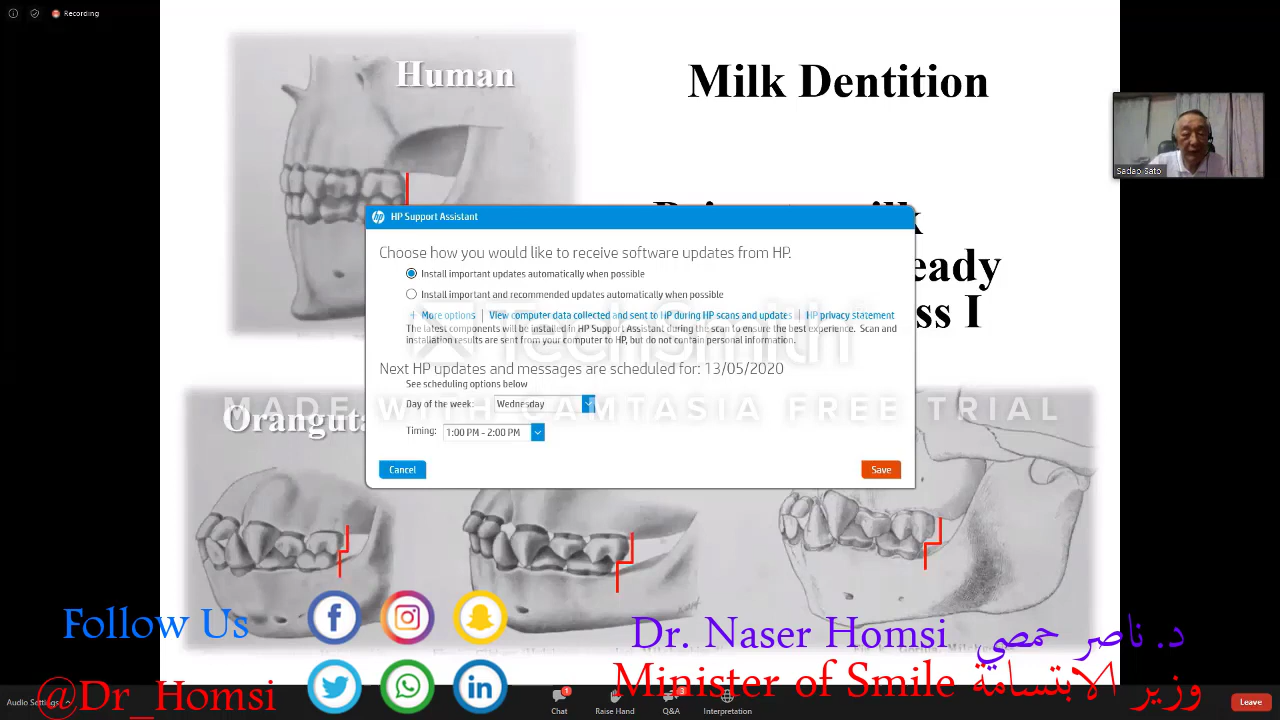 Recording
Human
Milk Dentition
Sadao Sato
HP Support Assistant
Choose how you would like to receive software updates from HP.
Install important updates automatically when possible
Install important and recommended updates automatically when possible
+ More options | View computer data collected and sent to HP during HP scans and updates | HP privacy statement
The latest components will be installed in HP Support Assistant during the scan to ensure the best experience. Scan and
installation results are sent from your computer to HP, but do not contain personal information.
eady
ss I
TechSmith
Next HP updates and messages are scheduled for: 13/05/2020
See scheduling options below
Day of the week: Wednesday
MADE WITH CAMTASIA FREE TRIAL
Oranguta
Timing: 1:00 PM - 2:00 PM
Cancel
Save
Follow Us
Dr. Naser Homsi د. ناصر حمصي
@Dr_Homsi
Minister of Smile وزير الابتسامة
Audio Settings
Chat 1
Raise Hand
Q&A 3
Interpretation
Leave